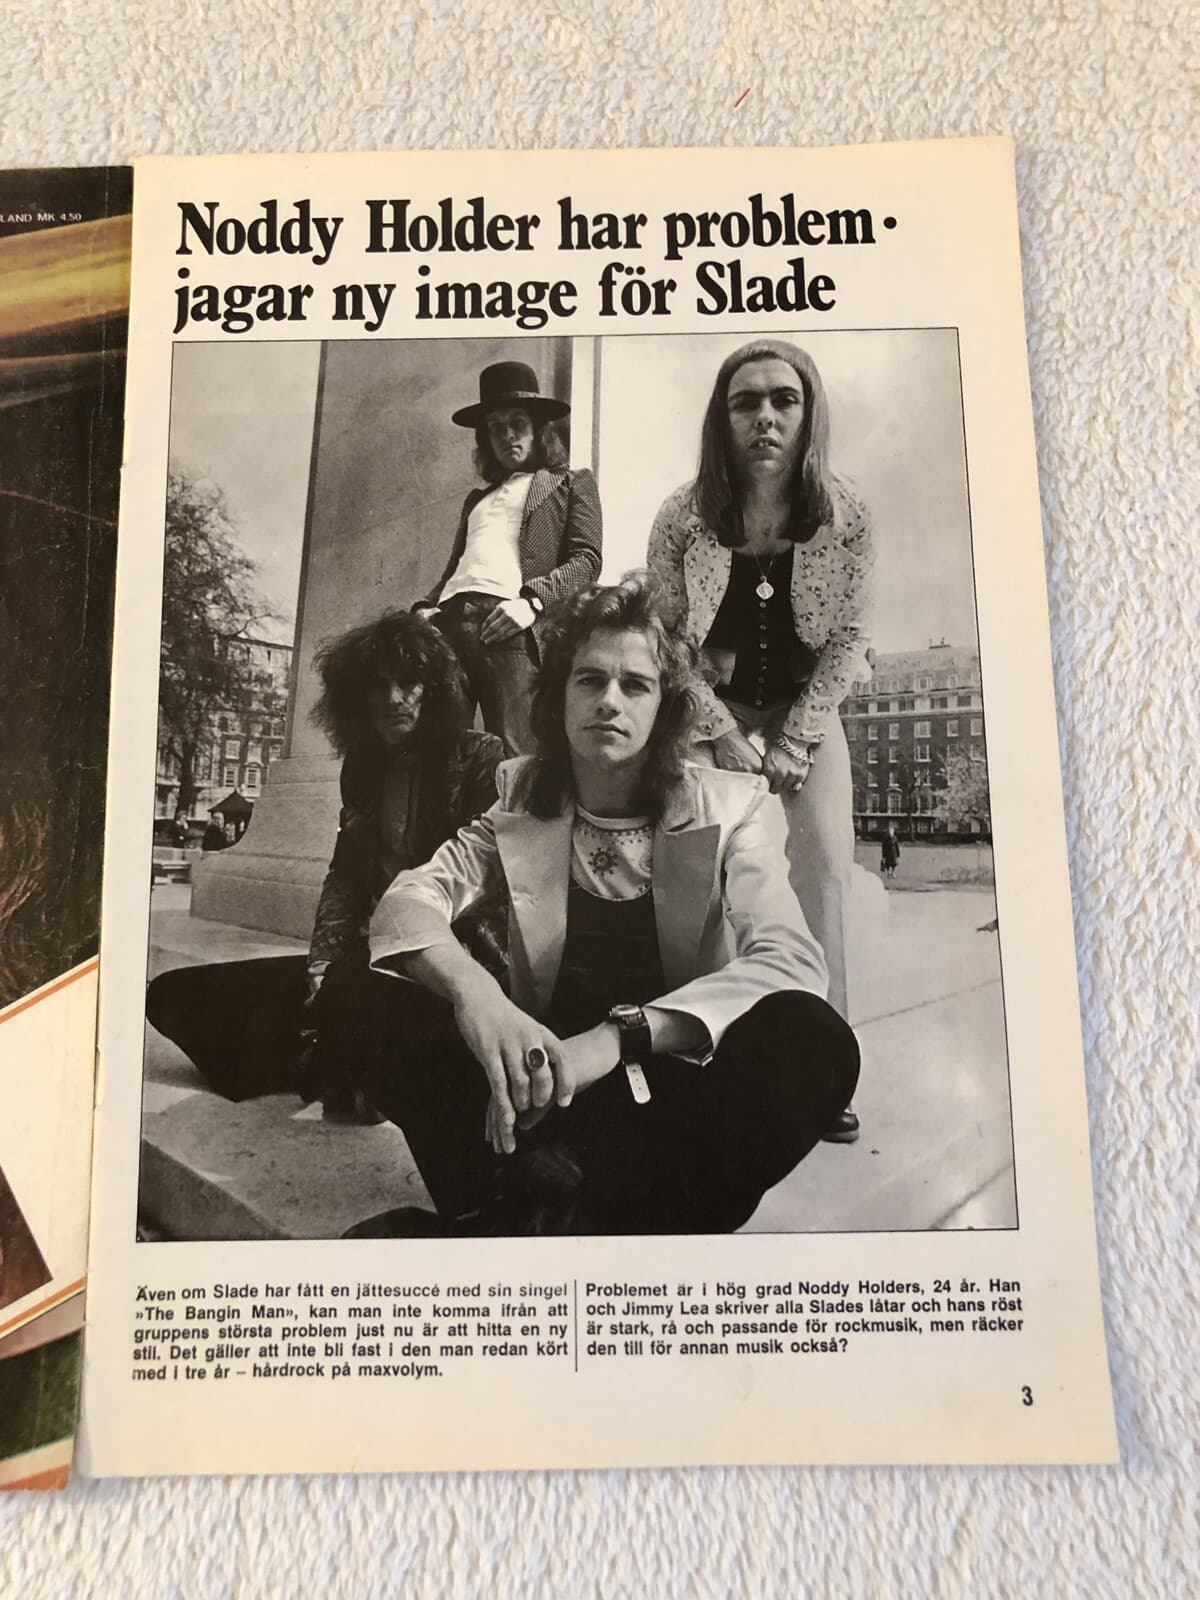 LAND MK 4.50
Noddy Holder har problem·
jagar ny image för Slade
Även om Slade har fått en jättesuccé med sin singel
»The Bangin Man», kan man inte komma ifrån att
gruppens största problem just nu är att hitta en ny
stil. Det gäller att inte bli fast i den man redan kört
med i tre år – hårdrock på maxvolym.
Problemet är i hög grad Noddy Holders, 24 år. Han
och Jimmy Lea skriver alla Slades låtar och hans röst
är stark, rå och passande för rockmusik, men räcker
den till för annan musik också?
3